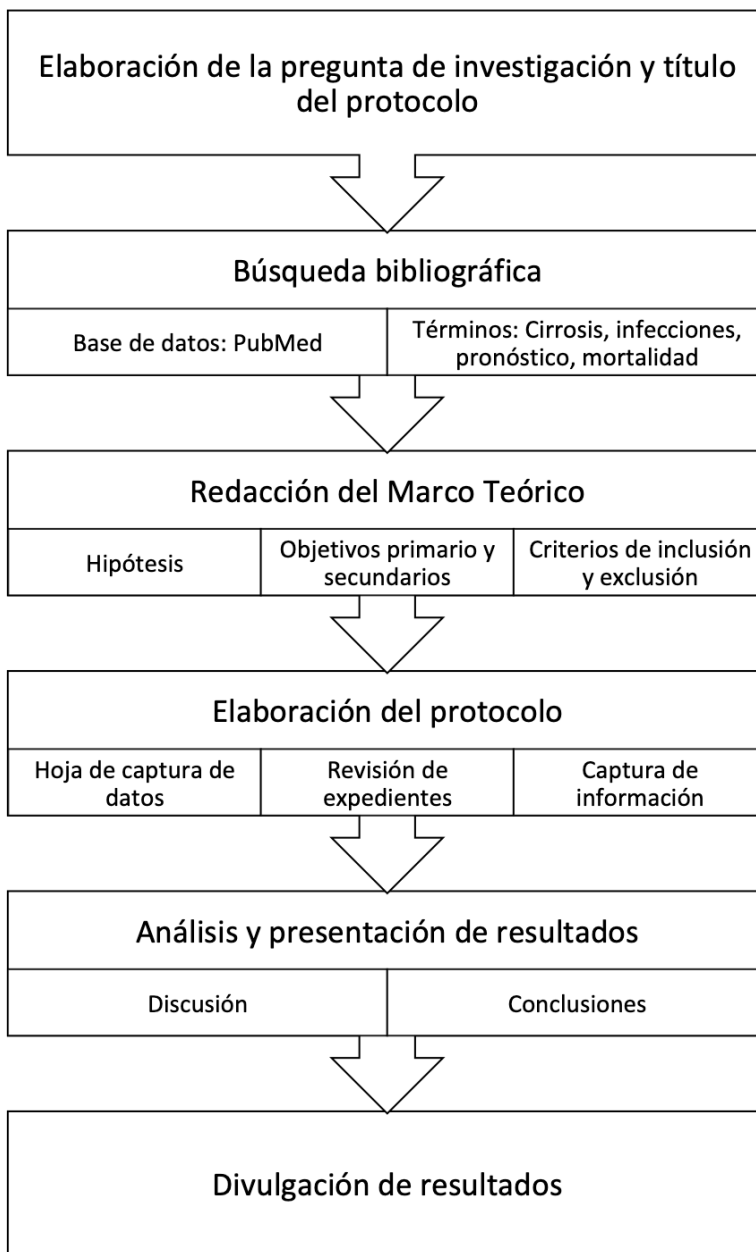 Elaboración de la pregunta de investigación y título
del protocolo
Búsqueda bibliográfica
Base de datos: PubMed
Términos: Cirrosis, infecciones,
pronóstico, mortalidad
Redacción del Marco Teórico
Hipótesis
Objetivos primario y
secundarios
Criterios de inclusión
y exclusión
Elaboración del protocolo
Hoja de captura de
datos
Revisión de
expedientes
Captura de
información
Análisis y presentación de resultados
Discusión
Conclusiones
Divulgación de resultados